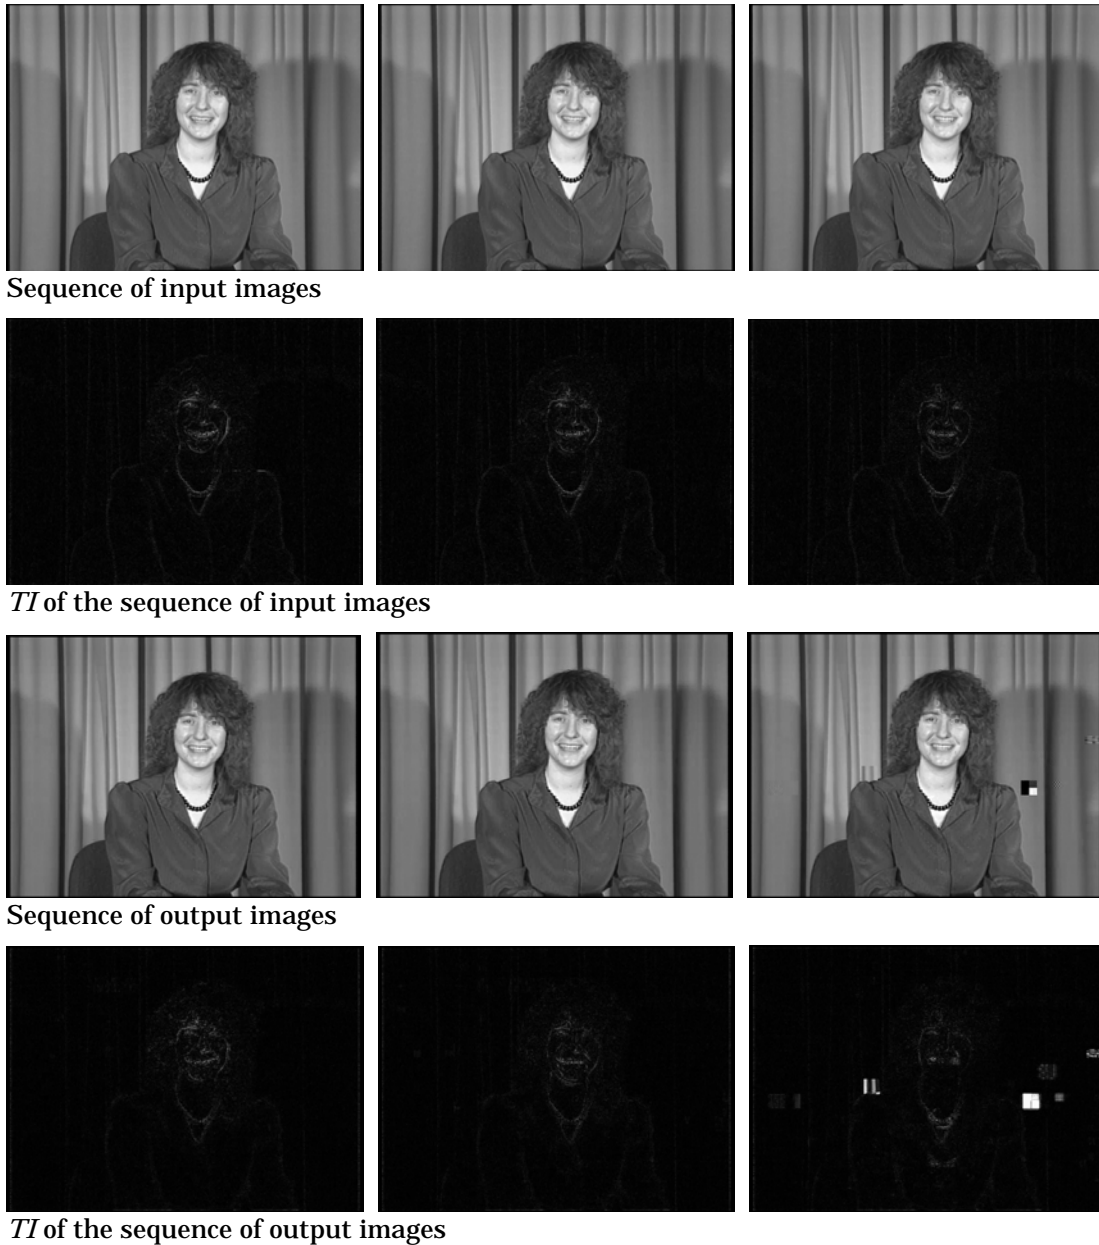 Sequence of input images
TI of the sequence of input images
Sequence of output images
TI of the sequence of output images